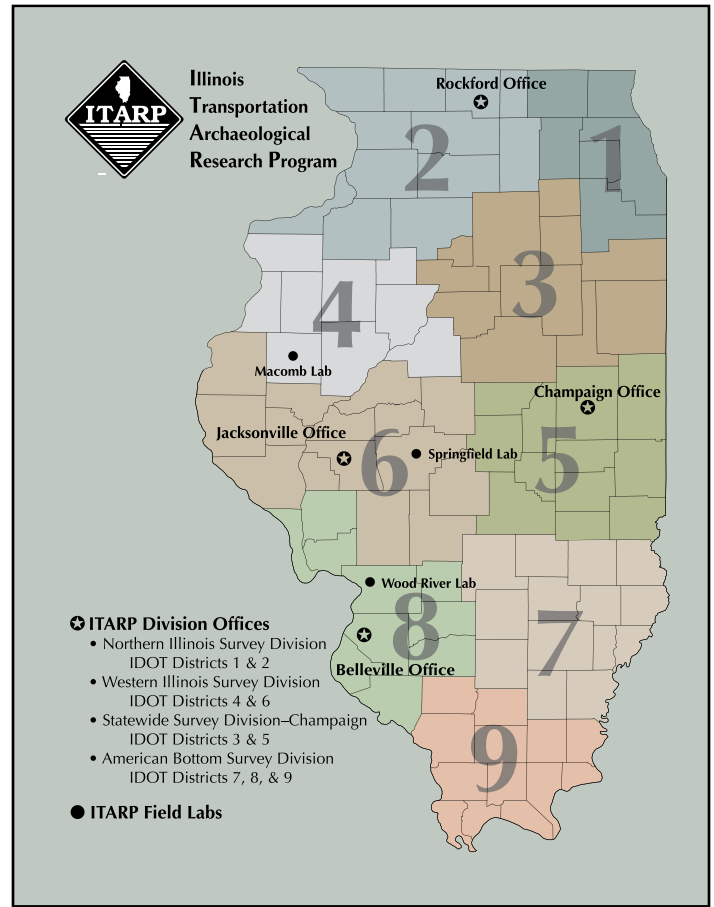 ITARP
Illinois
Transportation
Archaeological
Research Program
Rockford Office
2
1
3
4
Macomb Lab
Champaign Office
Jacksonville Office
6
Springfield Lab
5
Wood River Lab
8
7
Belleville Office
9
ITARP Division Offices
• Northern Illinois Survey Division
IDOT Districts 1 & 2
• Western Illinois Survey Division
IDOT Districts 4 & 6
• Statewide Survey Division–Champaign
IDOT Districts 3 & 5
• American Bottom Survey Division
IDOT Districts 7, 8, & 9
● ITARP Field Labs